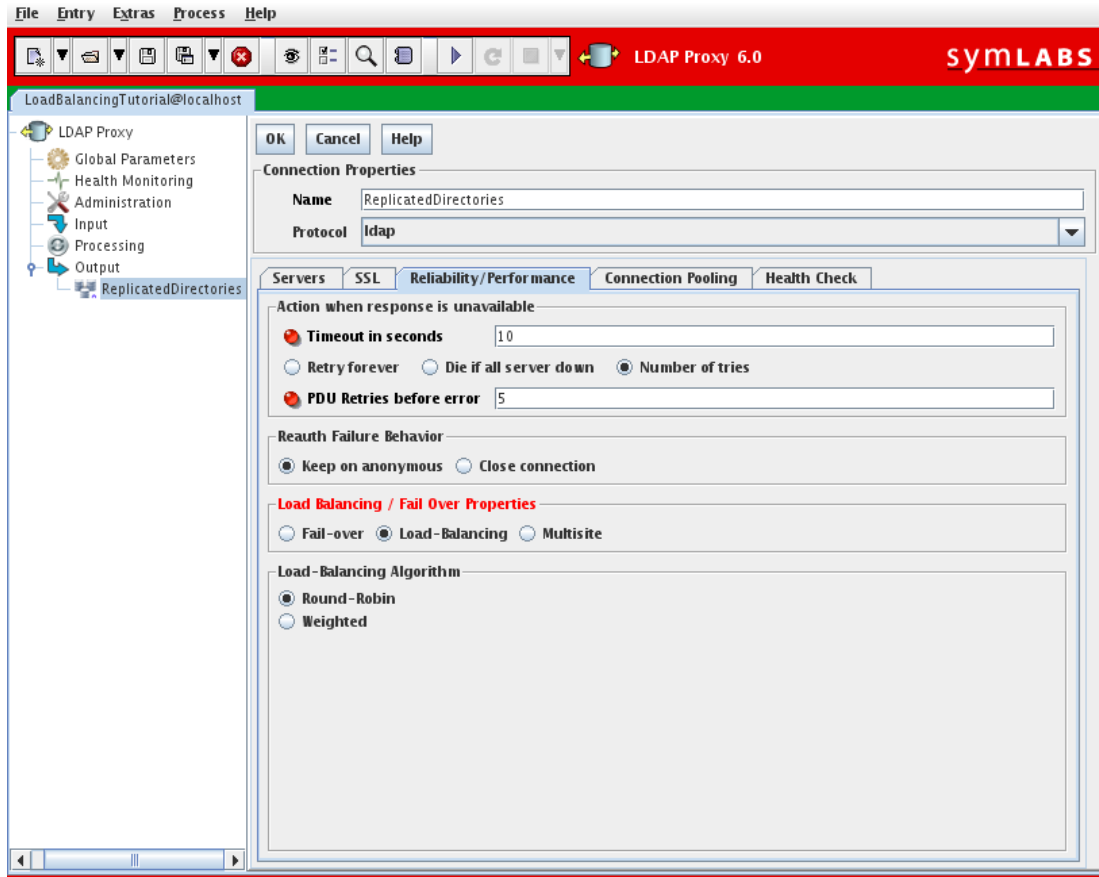 File Entry Extras Process Help
LDAP Proxy 6.0 symLABS
LoadBalancingTutorial@localhost
LDAP Proxy
Global Parameters
Health Monitoring
Administration
Input
Processing
Output
ReplicatedDirectories
OK Cancel Help
Connection Properties
Name ReplicatedDirectories
Protocol ldap
Servers SSL Reliability/Performance Connection Pooling Health Check
Action when response is unavailable
Timeout in seconds 10
Retry forever Die if all server down Number of tries
PDU Retries before error 5
Reauth Failure Behavior
Keep on anonymous Close connection
Load Balancing / Fail Over Properties
Fail-over Load-Balancing Multisite
Load-Balancing Algorithm
Round-Robin
Weighted